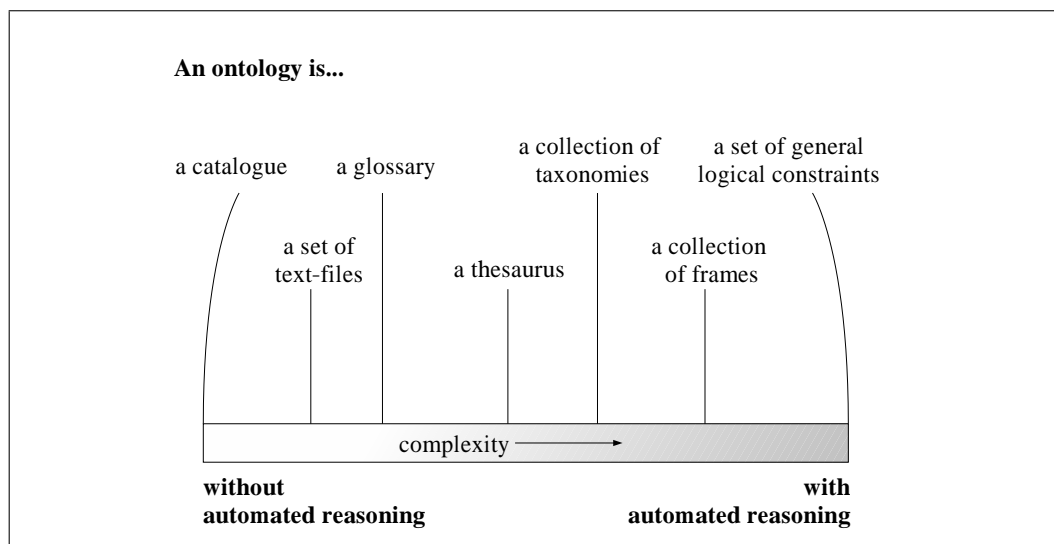 An ontology is...
a catalogue
a glossary
a collection of
taxonomies
a set of general
logical constraints
a set of
text-files
a thesaurus
a collection
of frames
complexity
without
automated reasoning
with
automated reasoning